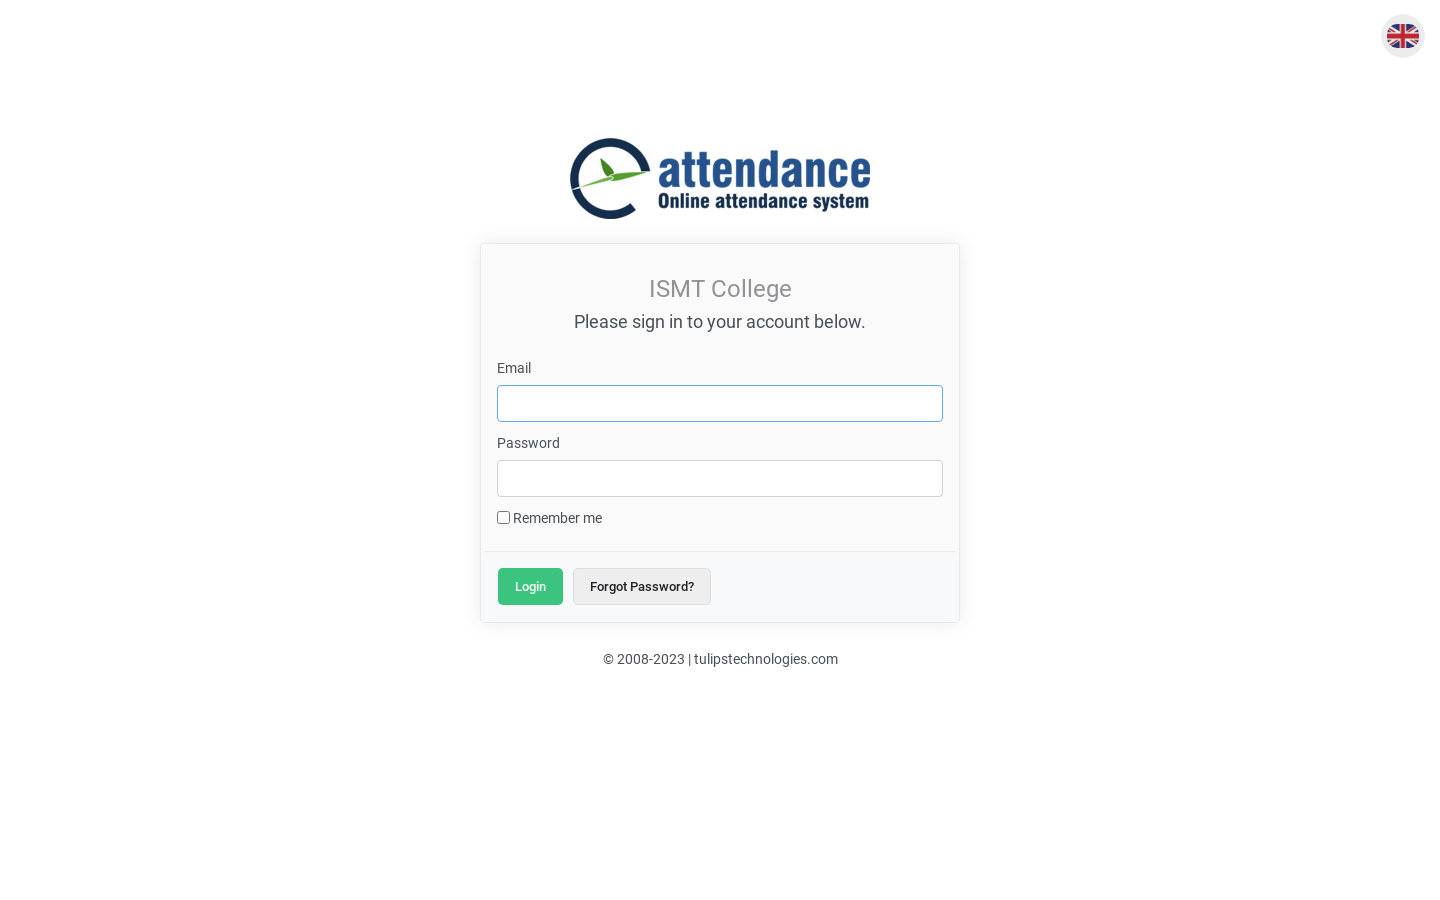 attendance
Online attendance system
ISMT College
Please sign in to your account below.
Email
Password
Remember me
Login
Forgot Password?
© 2008-2023 | tulipstechnologies.com